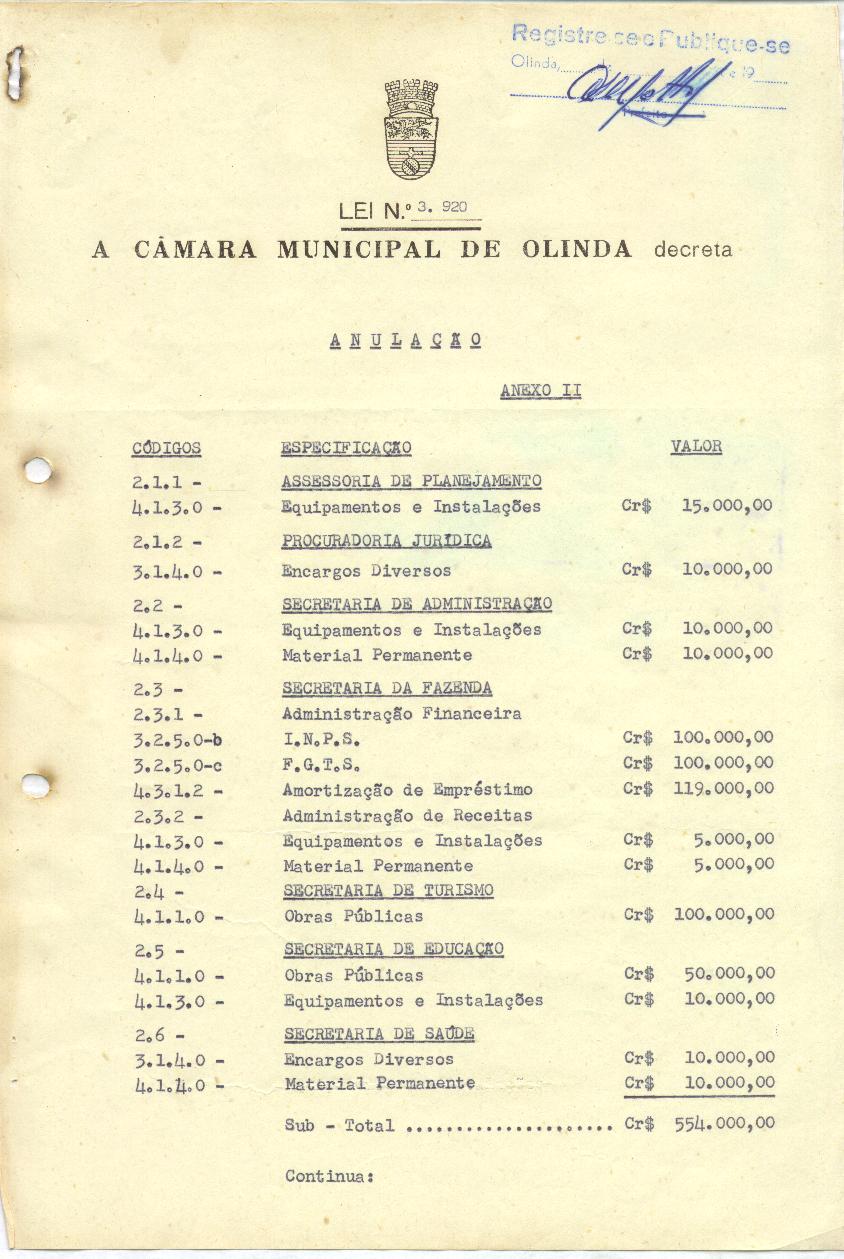 Registre-se e Publique-se
Olinda, de de 19
Prefeito
LEI N.º 3. 920
A CÂMARA MUNICIPAL DE OLINDA decreta
ANULAÇÃO
ANEXO II
CÓDIGOS ESPECIFICAÇÃO VALOR
2.1.1 - ASSESSORIA DE PLANEJAMENTO
4.1.3.0 - Equipamentos e Instalações Cr$ 15.000,00
2.1.2 - PROCURADORIA JURÍDICA
3.1.4.0 - Encargos Diversos Cr$ 10.000,00
2.2 - SECRETARIA DE ADMINISTRAÇÃO
4.1.3.0 - Equipamentos e Instalações Cr$ 10.000,00
4.1.4.0 - Material Permanente Cr$ 10.000,00
2.3 - SECRETARIA DA FAZENDA
2.3.1 - Administração Financeira
3.2.5.0-b I.N.P.S. Cr$ 100.000,00
3.2.5.0-c F.G.T.S. Cr$ 100.000,00
4.3.1.2 - Amortização de Empréstimo Cr$ 119.000,00
2.3.2 - Administração de Receitas
4.1.3.0 - Equipamentos e Instalações Cr$ 5.000,00
4.1.4.0 - Material Permanente Cr$ 5.000,00
2.4 - SECRETARIA DE TURISMO
4.1.1.0 - Obras Públicas Cr$ 100.000,00
2.5 - SECRETARIA DE EDUCAÇÃO
4.1.1.0 - Obras Públicas Cr$ 50.000,00
4.1.3.0 - Equipamentos e Instalações Cr$ 10.000,00
2.6 - SECRETARIA DE SAÚDE
3.1.4.0 - Encargos Diversos Cr$ 10.000,00
4.1.4.0 - Material Permanente Cr$ 10.000,00
Sub - Total ..................... Cr$ 554.000,00
Continua: